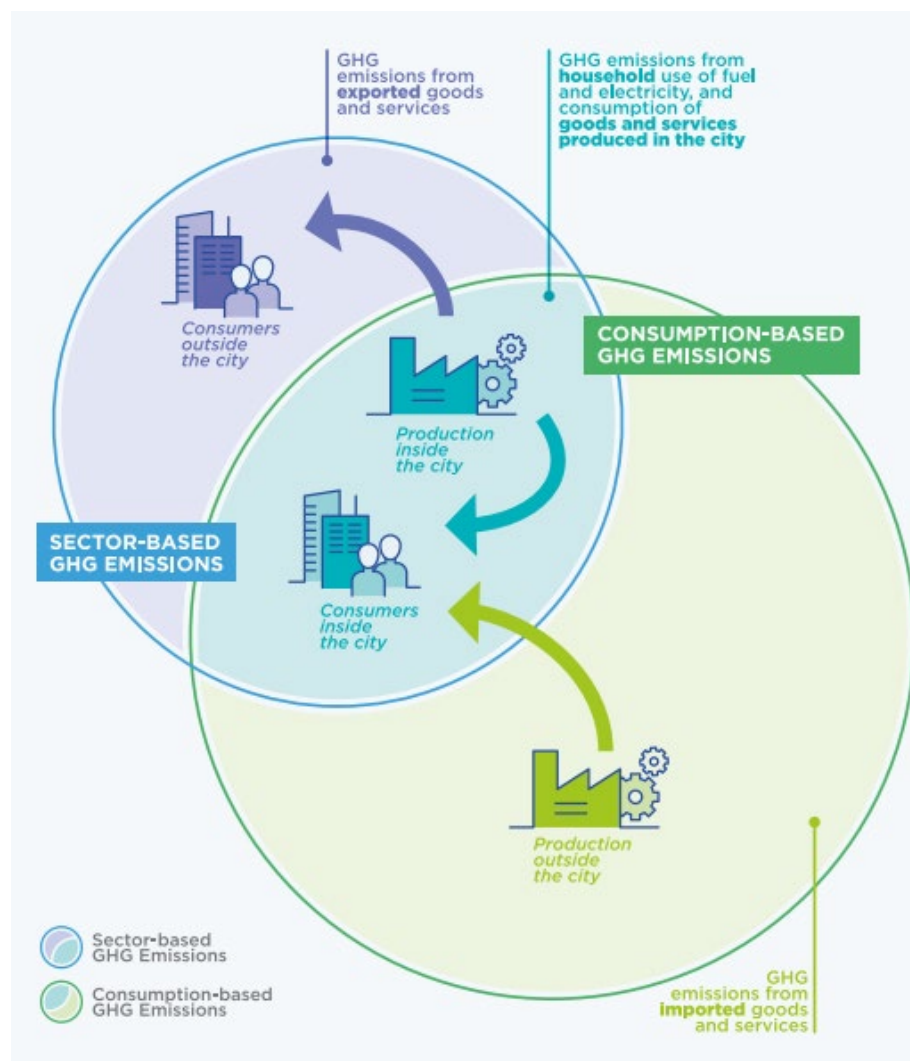 GHG
emissions from
exported goods
and services
GHG emissions from
household use of fuel
and electricity, and
consumption of
goods and services
produced in the city
Consumers
outside
the city
CONSUMPTION-BASED
GHG EMISSIONS
Production
inside
the city
SECTOR-BASED
GHG EMISSIONS
Consumers
inside
the city
Production
outside
the city
Sector-based
GHG Emissions
Consumption-based
GHG Emissions
GHG
emissions from
imported goods
and services